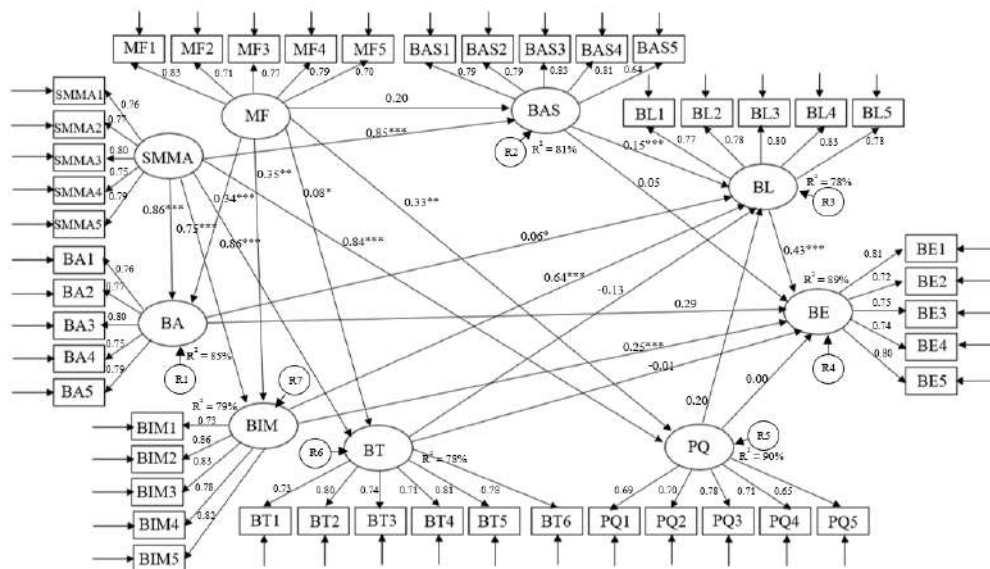 MF1 MF2 MF3 MF4 MF5 BAS1 BAS2 BAS3 BAS4 BAS5
0.83 0.71 0.77 0.79 0.70 0.79 0.79 0.83 0.81 0.64
SMMA1
0.76
SMMA2
0.77
SMMA3
0.80
SMMA4
0.75
SMMA5
0.79
SMMA
MF
0.20
BAS
0.85***
R2
R² = 81%
BL1 BL2 BL3 BL4 BL5
0.77 0.78 0.80 0.83 0.78
0.15***
BL
R² = 78%
R3
0.05
0.35**
0.08*
0.33**
0.34***
0.86***
0.75***
0.86***
0.84***
0.06*
0.64***
-0.13
0.43***
BA1
0.76
BA2
0.77
BA3
0.80
BA4
0.75
BA5
0.79
BA
R1
R² = 85%
0.29
R² = 89%
BE
R4
0.81
BE1
0.72
BE2
0.75
BE3
0.74
BE4
0.80
BE5
0.25***
-0.01
0.00
0.20
R² = 79%
R7
BIM
0.73
BIM1
0.86
BIM2
0.83
BIM3
0.78
BIM4
0.82
BIM5
R6
BT
R² = 78%
PQ
R5
R² = 90%
0.73 0.80 0.74 0.71 0.81 0.78 0.69 0.70 0.78 0.71 0.65
BT1 BT2 BT3 BT4 BT5 BT6 PQ1 PQ2 PQ3 PQ4 PQ5